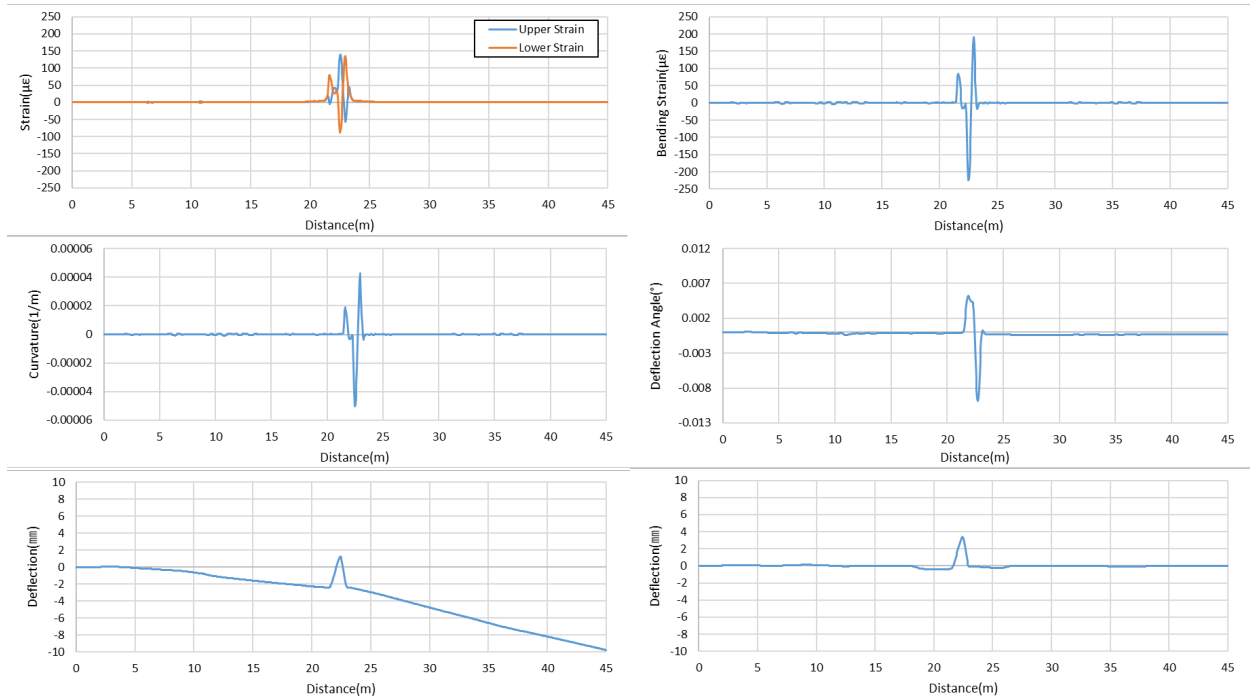 250
200
150
100
50
0
-50
-100
-150
-200
-250
Strain(με)
Upper Strain
Lower Strain
0 5 10 15 20 25 30 35 40 45
Distance(m)
250
200
150
100
50
0
-50
-100
-150
-200
-250
Bending Strain(με)
0 5 10 15 20 25 30 35 40 45
Distance(m)
0.00006
0.00004
0.00002
0
-0.00002
-0.00004
-0.00006
Curvature(1/m)
0 5 10 15 20 25 30 35 40 45
Distance(m)
0.012
0.007
0.002
-0.003
-0.008
-0.013
Deflection Angle(°)
0 5 10 15 20 25 30 35 40 45
Distance(m)
10
8
6
4
2
0
-2
-4
-6
-8
-10
Deflection(㎜)
0 5 10 15 20 25 30 35 40 45
Distance(m)
10
8
6
4
2
0
-2
-4
-6
-8
-10
Deflection(㎜)
0 5 10 15 20 25 30 35 40 45
Distance(m)